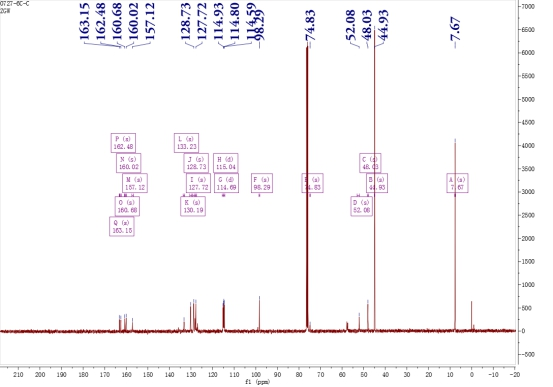 0727-6C-C
ZGW
163.15
162.48
160.68
160.02
157.12
128.73
127.72
114.93
114.80
114.59
98.29
74.83
52.08
48.03
44.93
7.67
P (s)
162.48
L (s)
133.23
N (s)
160.02
J (s)
128.73
H (d)
115.04
C (s)
48.03
M (s)
157.12
I (s)
127.72
G (d)
114.69
F (s)
98.29
E (s)
74.83
B (s)
44.93
A (s)
7.67
O (s)
160.68
K (s)
130.19
D (s)
52.08
Q (s)
163.15
7000
6500
6000
5500
5000
4500
4000
3500
3000
2500
2000
1500
1000
500
0
-500
210 200 190 180 170 160 150 140 130 120 110 100 90 80 70 60 50 40 30 20 10 0 -10 -20
f1 (ppm)